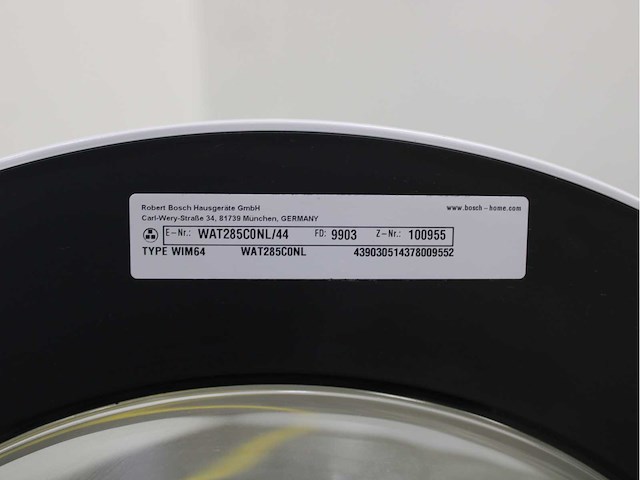 Robert Bosch Hausgeräte GmbH
www.bosch-home.com
Carl-Wery-Straße 34, 81739 München, GERMANY
E-Nr.: WAT285C0NL/44 FD: 9903 Z-Nr.: 100955
TYPE WIM64 WAT285C0NL 439030514378009552